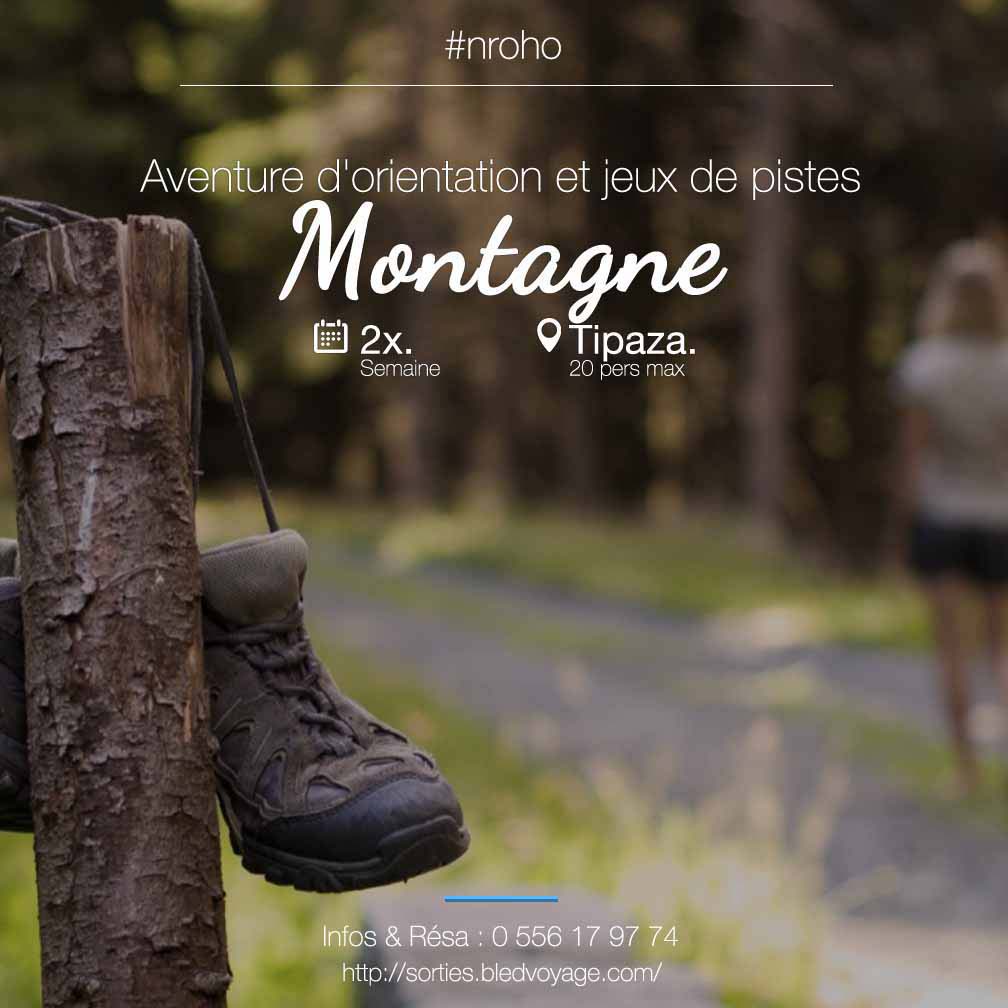 #nroho
Aventure d'orientation et jeux de pistes
Montagne
2x.
Semaine
Tipaza.
20 pers max
Infos & Résa : 0 556 17 97 74
http://sorties.bledvoyage.com/